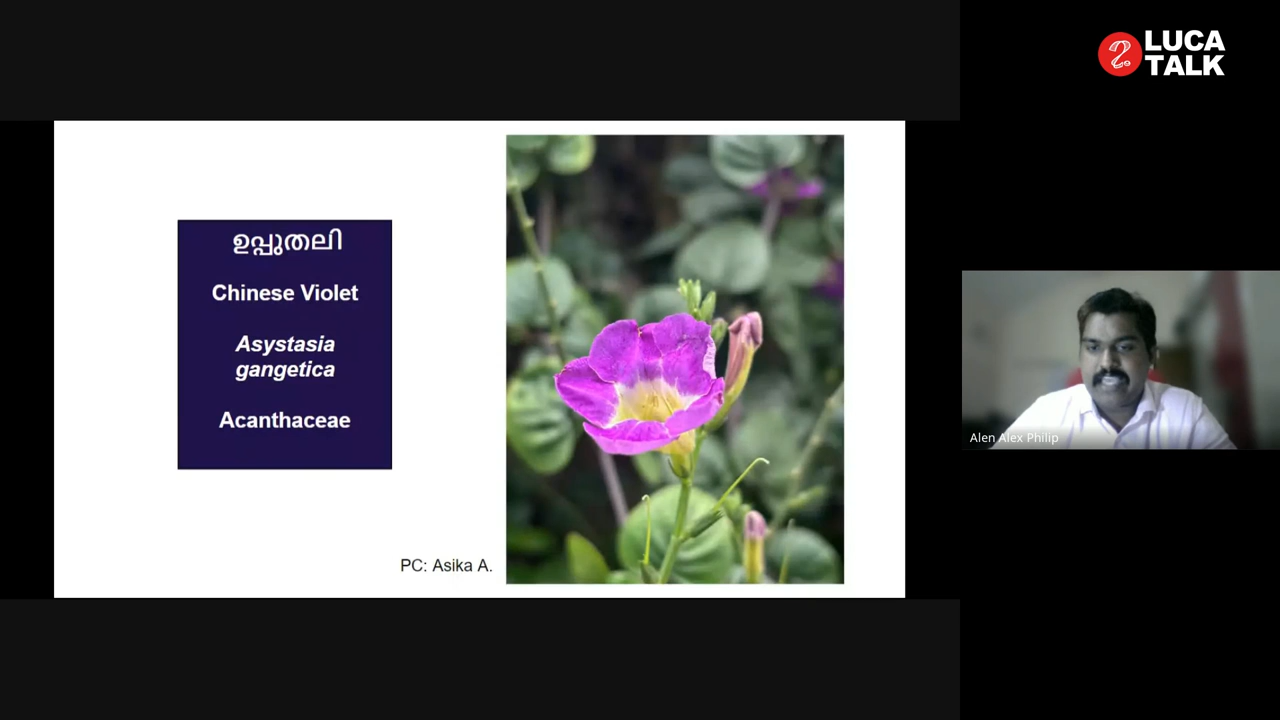 ഉപ്പുതലി
Chinese Violet
Asystasia
gangetica
Acanthaceae
PC: Asika A.
LUCA
TALK
Alen Alex Philip